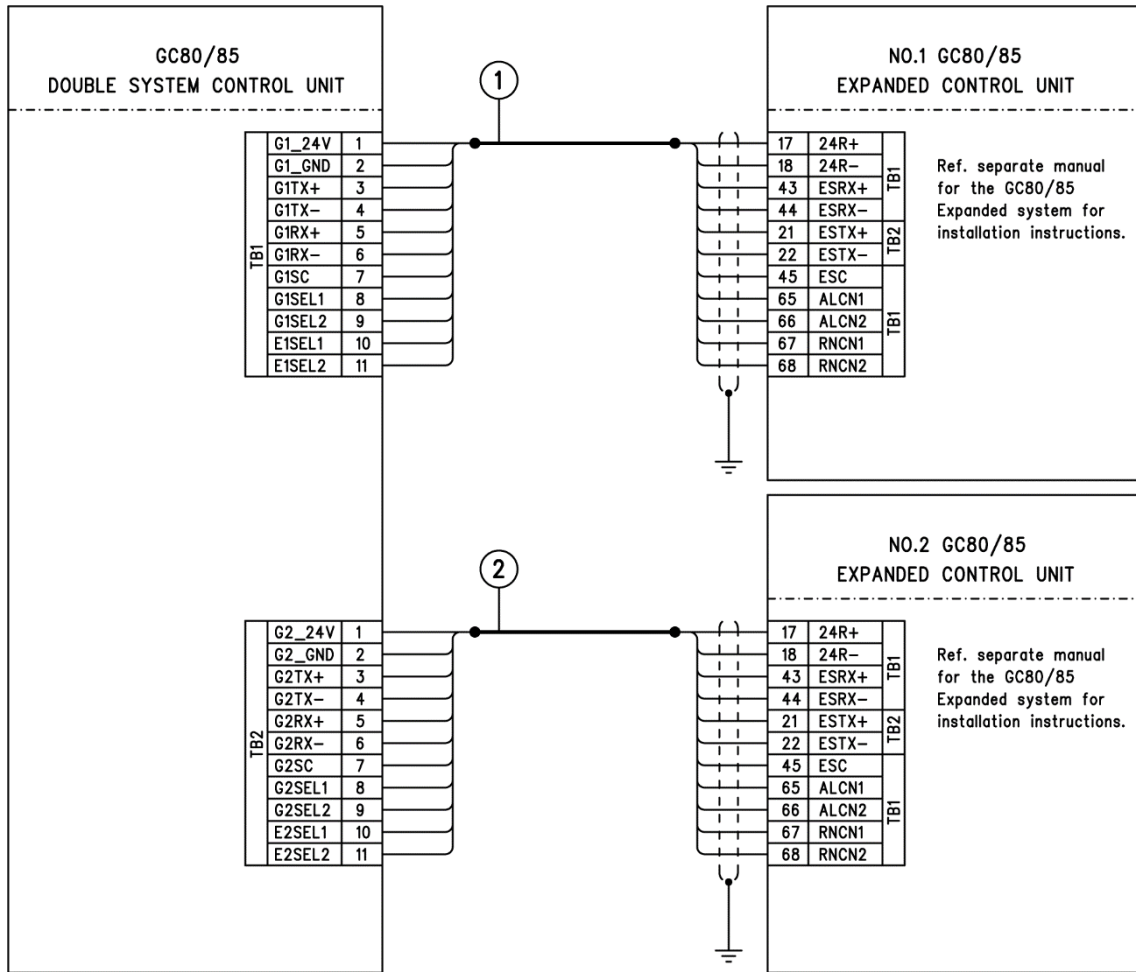 GC80/85
DOUBLE SYSTEM CONTROL UNIT
TB1
G1_24V 1
G1_GND 2
G1TX+ 3
G1TX- 4
G1RX+ 5
G1RX- 6
G1SC 7
G1SEL1 8
G1SEL2 9
E1SEL1 10
E1SEL2 11
1
NO.1 GC80/85
EXPANDED CONTROL UNIT
17 24R+
18 24R-
43 ESRX+
44 ESRX-
TB1
21 ESTX+
22 ESTX-
TB2
45 ESC
65 ALCN1
66 ALCN2
67 RNCN1
68 RNCN2
TB1
Ref. separate manual
for the GC80/85
Expanded system for
installation instructions.
TB2
G2_24V 1
G2_GND 2
G2TX+ 3
G2TX- 4
G2RX+ 5
G2RX- 6
G2SC 7
G2SEL1 8
G2SEL2 9
E2SEL1 10
E2SEL2 11
2
NO.2 GC80/85
EXPANDED CONTROL UNIT
17 24R+
18 24R-
43 ESRX+
44 ESRX-
TB1
21 ESTX+
22 ESTX-
TB2
45 ESC
65 ALCN1
66 ALCN2
67 RNCN1
68 RNCN2
TB1
Ref. separate manual
for the GC80/85
Expanded system for
installation instructions.